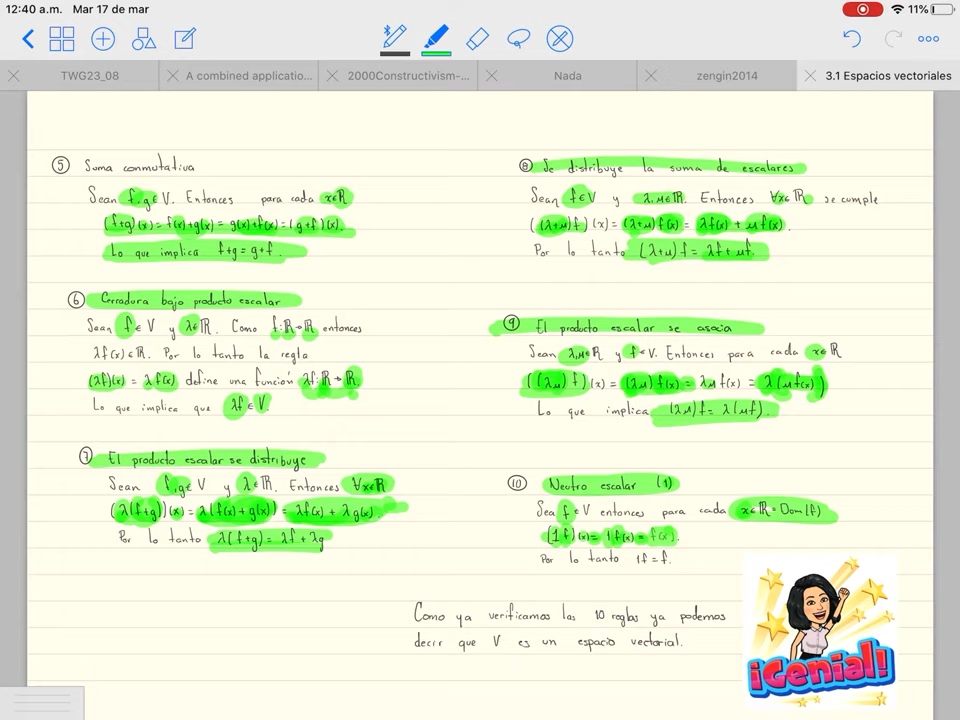 12:40 a.m. Mar 17 de mar
11%
TWG23_08
A combined applicatio...
2000Constructivism-...
Nada
zengin2014
3.1 Espacios vectoriales
⑤ Suma conmutativa
Sean f,g∈V. Entonces para cada x∈ℝ
(f+g)(x) = f(x)+g(x) = g(x)+f(x) = (g+f)(x).
Lo que implica f+g = g+f.
⑥ Cerradura bajo producto escalar
Sean f∈V y λ∈ℝ. Como f:ℝ→ℝ entonces
λf(x)∈ℝ. Por lo tanto la regla
(λf)(x) = λf(x) define una función λf:ℝ→ℝ.
Lo que implica que λf∈V.
⑦ El producto escalar se distribuye
Sean f,g∈V y λ∈ℝ. Entonces ∀x∈ℝ
(λ(f+g))(x) = λ(f(x)+g(x)) = λf(x) + λg(x).
Por lo tanto λ(f+g) = λf + λg
⑧ Se distribuye la suma de escalares
Sean f∈V y λ,μ∈ℝ. Entonces ∀x∈ℝ se cumple
((λ+μ)f)(x) = (λ+μ)f(x) = λf(x) + μf(x).
Por lo tanto (λ+μ)f = λf+μf.
⑨ El producto escalar se asocia
Sean λ,μ∈ℝ y f∈V. Entonces para cada x∈ℝ
((λμ)f)(x) = (λμ)f(x) = λμf(x) = λ(μf(x))
Lo que implica (λμ)f = λ(μf).
⑩ Neutro escalar (1)
Sea f∈V entonces para cada x∈ℝ = Dom(f)
(1f)(x) = 1f(x) = f(x).
Por lo tanto 1f = f.
Como ya verificamos las 10 reglas ya podemos
decir que V es un espacio vectorial.
¡Genial!